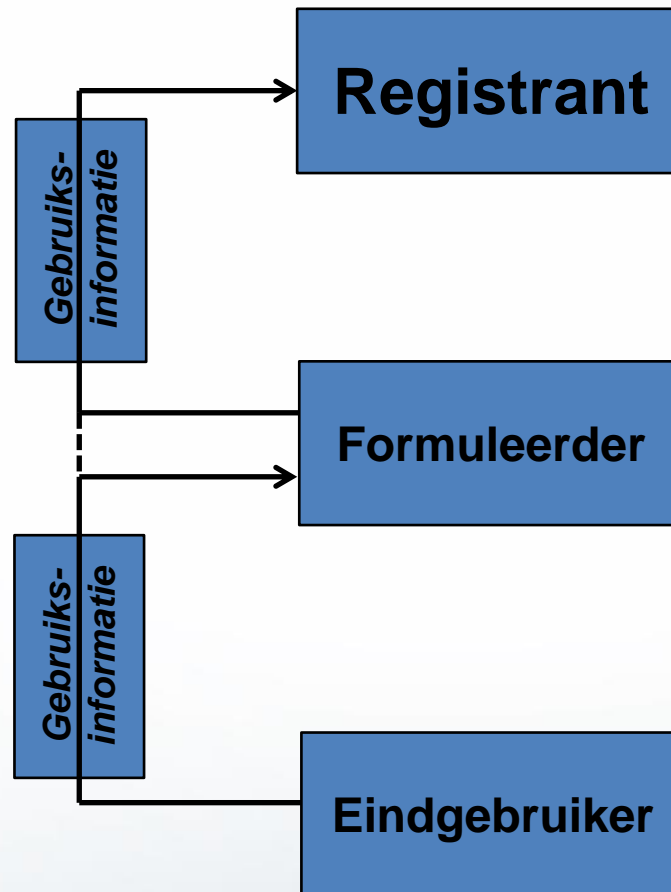 Registrant
Gebruiks-
informatie
Formuleerder
Gebruiks-
informatie
Eindgebruiker